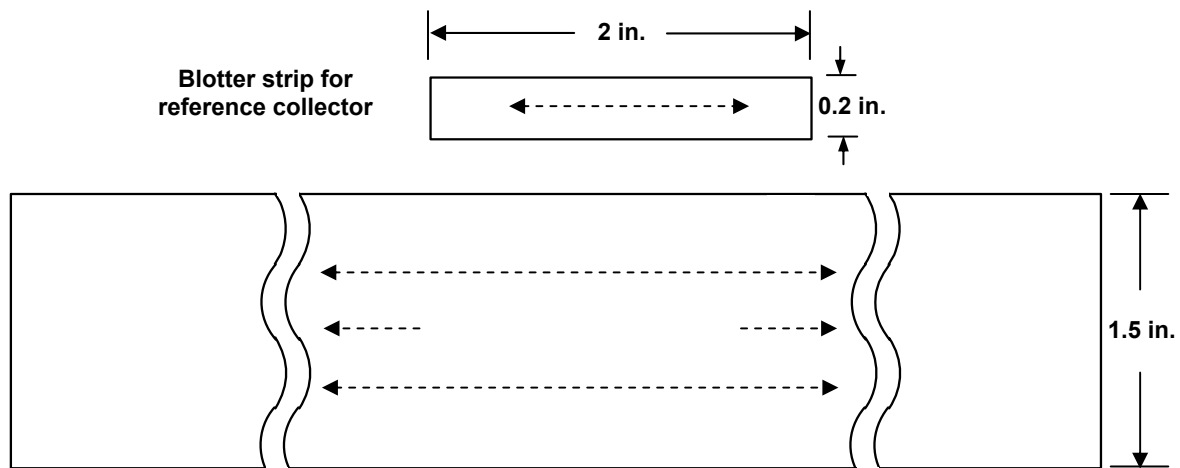 2 in.
Blotter strip for
reference collector
0.2 in.
1.5 in.